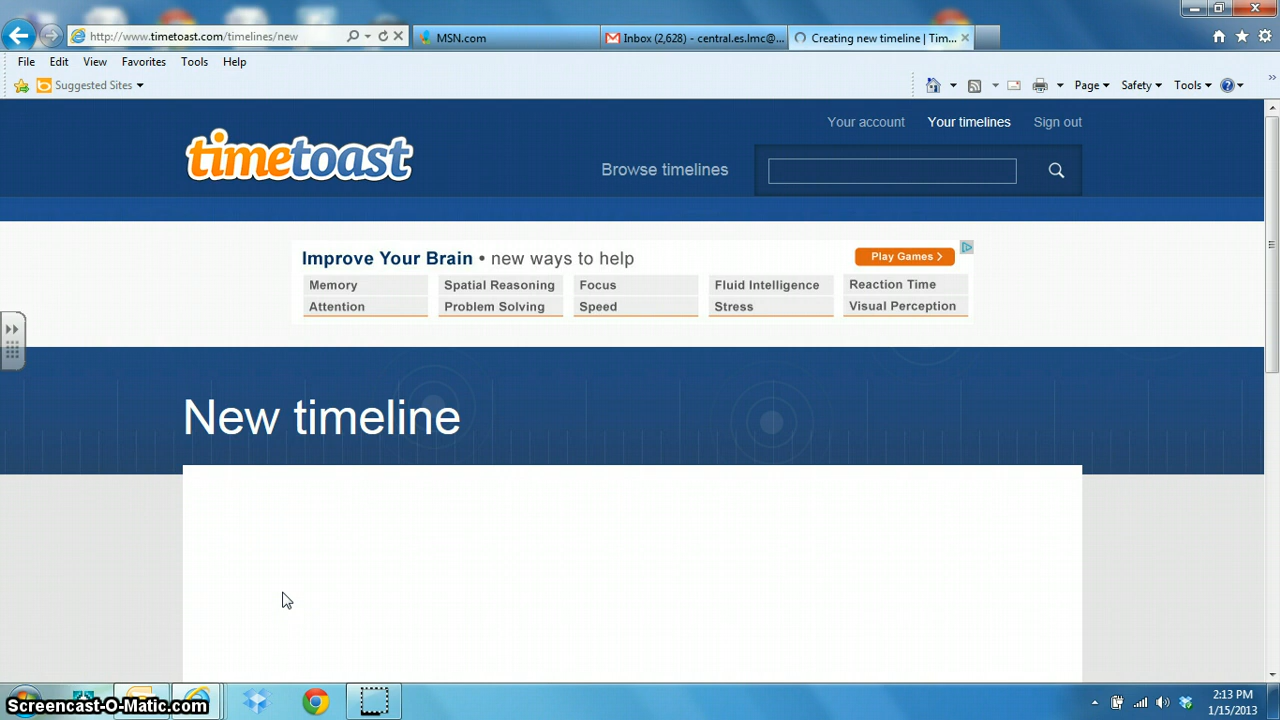 http://www.timetoast.com/timelines/new
MSN.com
Inbox (2,628) - central.es.lmc@...
Creating new timeline | Tim...
File Edit View Favorites Tools Help
Suggested Sites
Page Safety Tools
Your account Your timelines Sign out
timetoast
Browse timelines
Improve Your Brain • new ways to help
Play Games >
Memory Spatial Reasoning Focus Fluid Intelligence Reaction Time
Attention Problem Solving Speed Stress Visual Perception
New timeline
Screencast-O-Matic.com
2:13 PM
1/15/2013